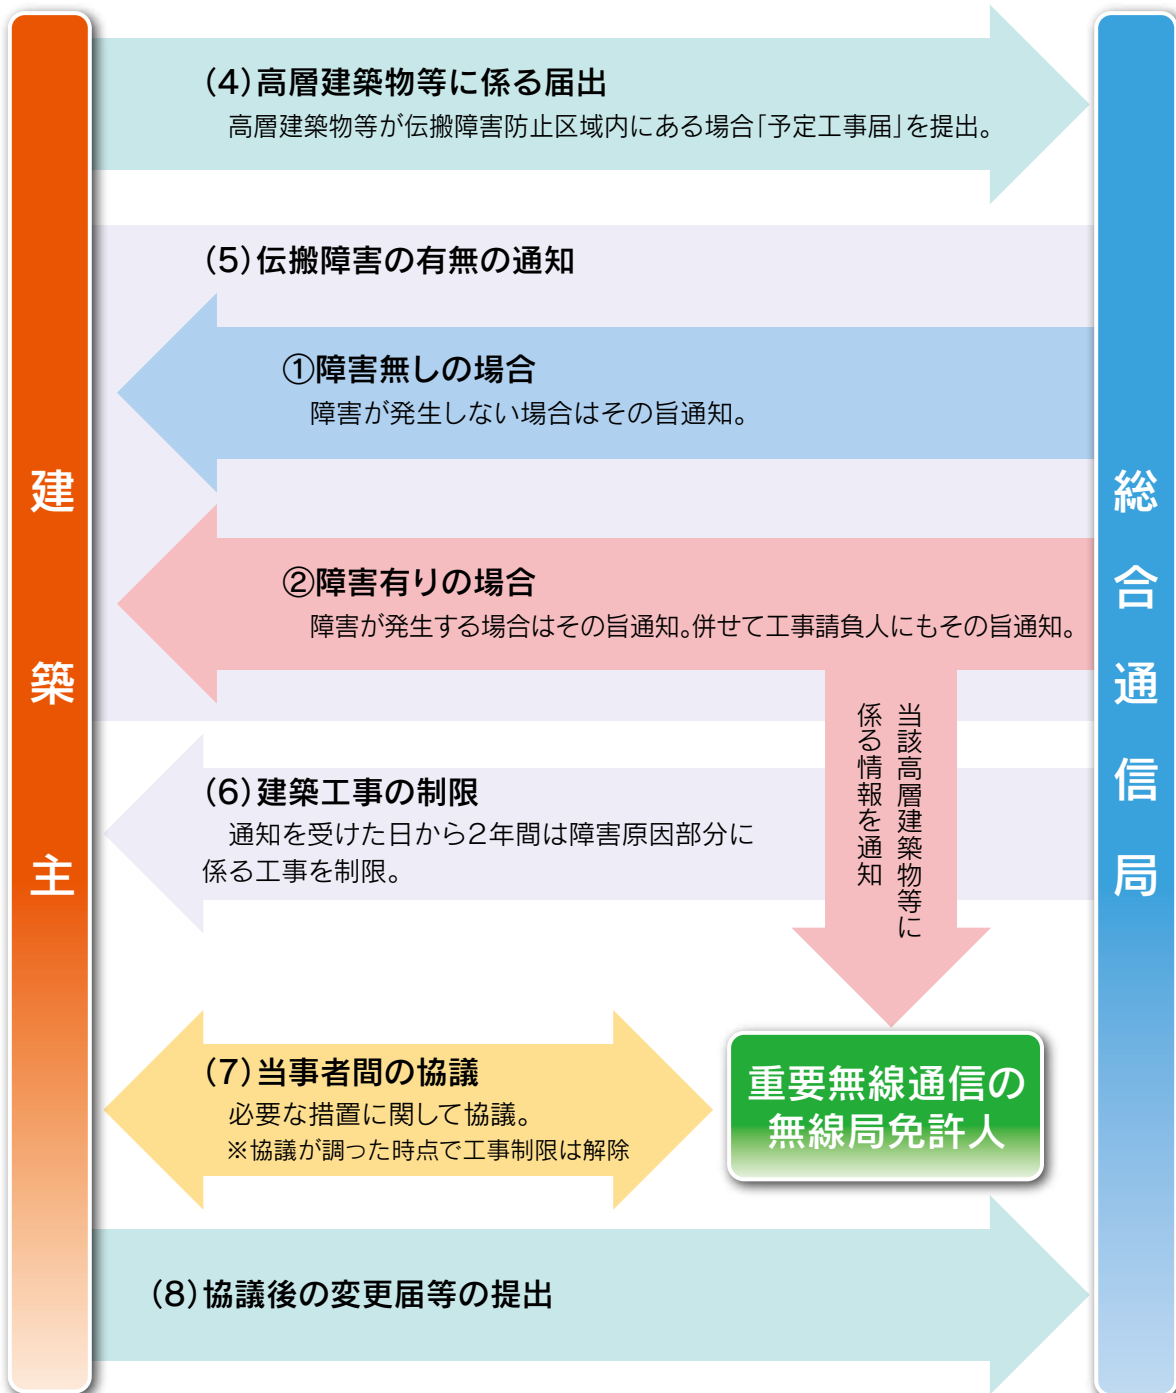 建築主
総合通信局
（4）高層建築物等に係る届出
高層建築物等が伝搬障害防止区域内にある場合「予定工事届」を提出。
（5）伝搬障害の有無の通知
①障害無しの場合
障害が発生しない場合はその旨通知。
②障害有りの場合
障害が発生する場合はその旨通知。併せて工事請負人にもその旨通知。
当該高層建築物等に
係る情報を通知
（6）建築工事の制限
通知を受けた日から2年間は障害原因部分に
係る工事を制限。
（7）当事者間の協議
必要な措置に関して協議。
※協議が調った時点で工事制限は解除
重要無線通信の
無線局免許人
（8）協議後の変更届等の提出